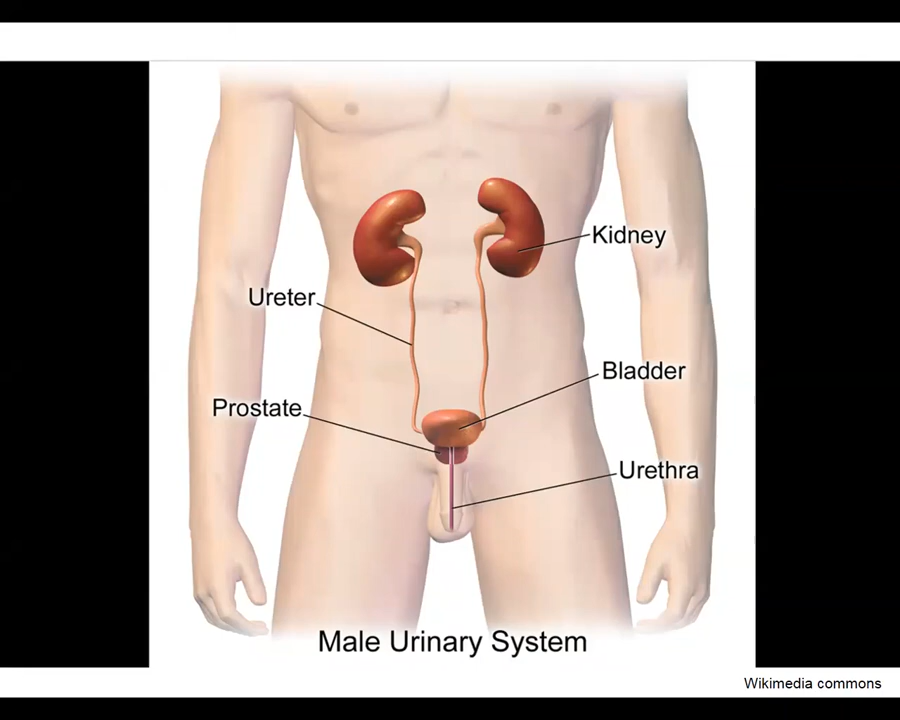 Kidney
Ureter
Bladder
Prostate
Urethra
Male Urinary System
Wikimedia commons